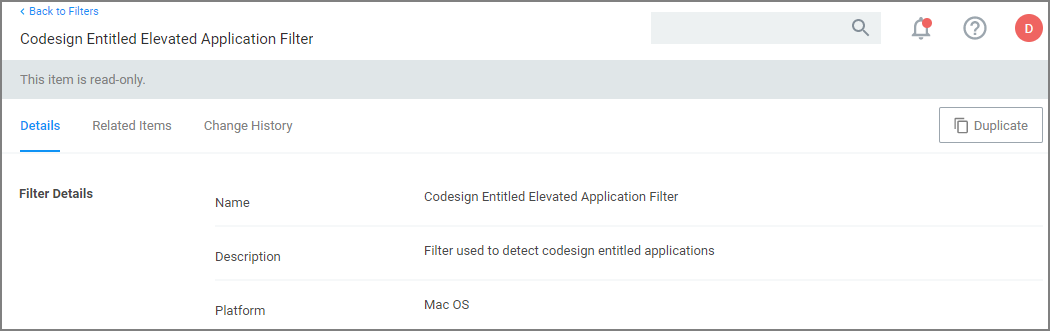 Back to Filters
Codesign Entitled Elevated Application Filter
D
This item is read-only.
Details Related Items Change History Duplicate
Filter Details
Name Codesign Entitled Elevated Application Filter
Description Filter used to detect codesign entitled applications
Platform Mac OS